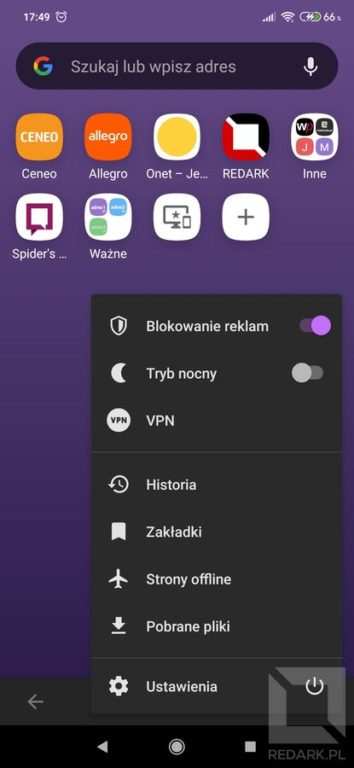 17:49 66%
Szukaj lub wpisz adres
CENEO allegro
Ceneo Allegro Onet – Je... REDARK Inne
Spider's ... Ważne
Blokowanie reklam
Tryb nocny
VPN VPN
Historia
Zakładki
Strony offline
Pobrane pliki
Ustawienia
REDARK.PL